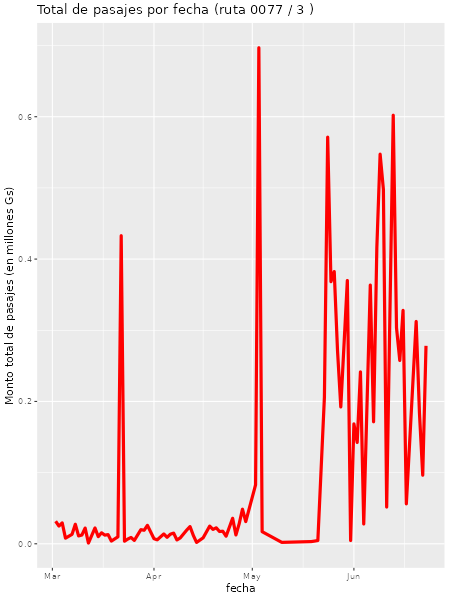 Total de pasajes por fecha (ruta 0077 / 3 )
Monto total de pasajes (en millones Gs)
0.6
0.4
0.2
0.0
Mar Apr May Jun
fecha